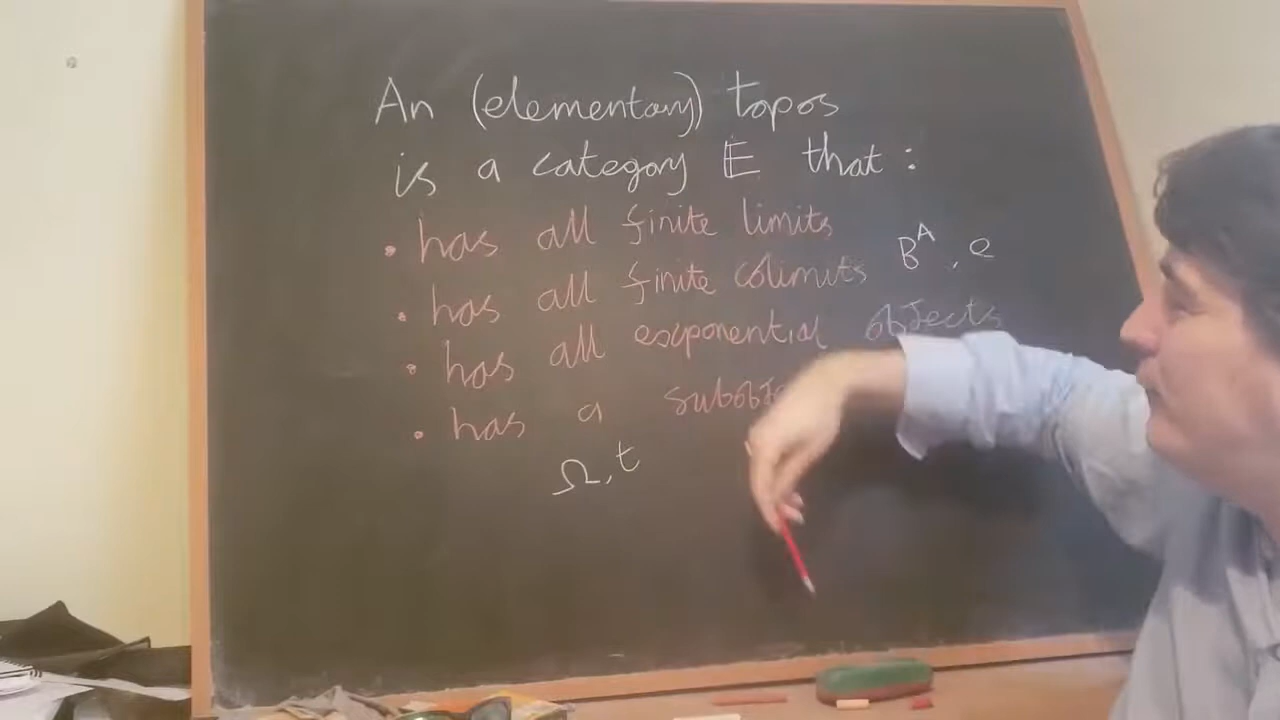 An (elementary) topos
is a category 𝔼 that :
• has all finite limits
• has all finite colimits B^A, e
• has all exponential objects
• has a
Ω, t